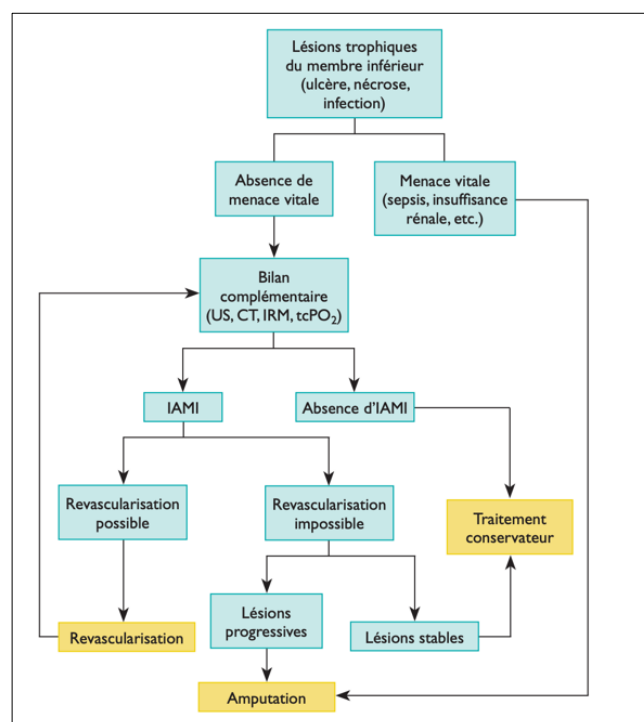 Lésions trophiques
du membre inférieur
(ulcère, nécrose,
infection)
Absence de
menace vitale
Menace vitale
(sepsis, insuffisance
rénale, etc.)
Bilan
complémentaire
(US, CT, IRM, tcPO₂)
IAMI
Absence d'IAMI
Revascularisation
possible
Revascularisation
impossible
Traitement
conservateur
Revascularisation
Lésions
progressives
Lésions stables
Amputation